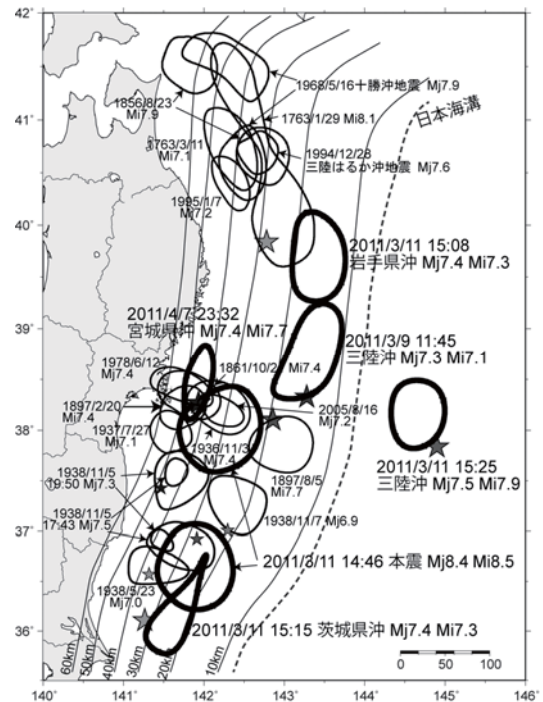 42°
41°
40°
39°
38°
37°
36°
140°
141°
142°
143°
144°
145°
146°
1968/5/16十勝沖地震 Mj7.9
1856/8/23
Mi7.9
1763/1/29 Mi8.1
日本海溝
1763/3/11
Mi7.1
1994/12/28
三陸はるか沖地震 Mj7.6
1995/1/7
Mj7.2
2011/3/11 15:08
岩手県沖 Mj7.4 Mi7.3
2011/4/7 23:32
宮城県沖 Mj7.4 Mi7.7
2011/3/9 11:45
三陸沖 Mj7.3 Mi7.1
1978/6/12
Mj7.4
1861/10/2 Mi7.4
1897/2/20
Mj7.4
2005/8/16
Mj7.2
1937/7/27
Mj7.1
1936/11/3
Mj7.4
2011/3/11 15:25
三陸沖 Mj7.5 Mi7.9
1938/11/5
19:50 Mj7.3
1897/8/5
Mi7.7
1938/11/5
17:43 Mj7.5
1938/11/7 Mj6.9
2011/3/11 14:46 本震 Mj8.4 Mi8.5
1938/5/23
Mj7.0
2011/3/11 15:15 茨城県沖 Mj7.4 Mi7.3
60km
50km
40km
30km
20km
10km
0 50 100